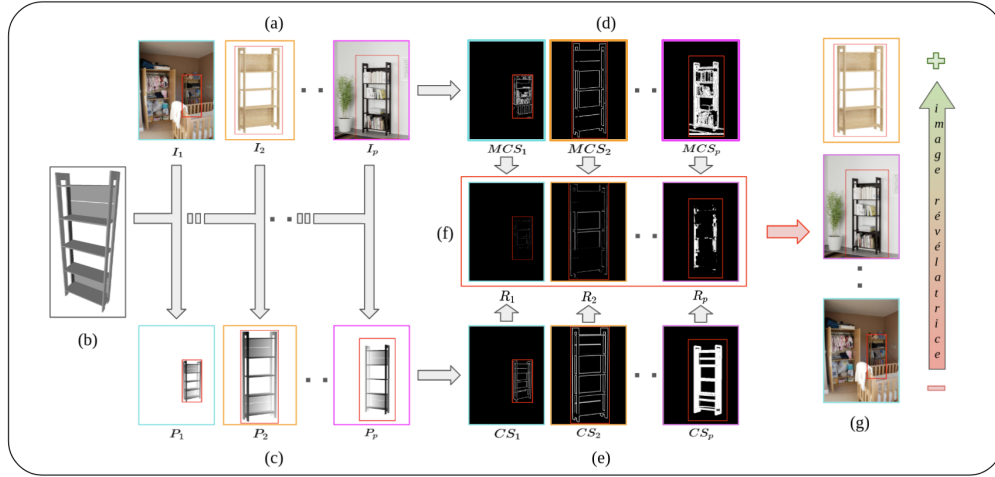 (a)
(d)
I₁
I₂
Iₚ
MCS₁
MCS₂
MCSₚ
(b)
(f)
R₁
R₂
Rₚ
P₁
P₂
Pₚ
CS₁
CS₂
CSₚ
(c)
(e)
(g)
+
image révélatrice
−